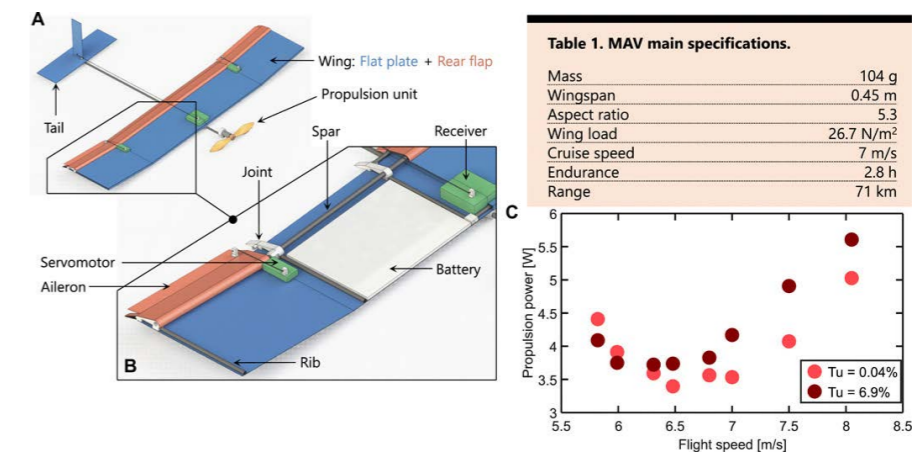 A
Wing: Flat plate + Rear flap
Propulsion unit
Tail
Spar
Receiver
Joint
Servomotor
Aileron
Battery
Rib
B
Table 1. MAV main specifications.
Mass 104 g
Wingspan 0.45 m
Aspect ratio 5.3
Wing load 26.7 N/m²
Cruise speed 7 m/s
Endurance 2.8 h
Range 71 km
C
Propulsion power [W]
6
5.5
5
4.5
4
3.5
3
Tu = 0.04%
Tu = 6.9%
5.5 6 6.5 7 7.5 8 8.5
Flight speed [m/s]